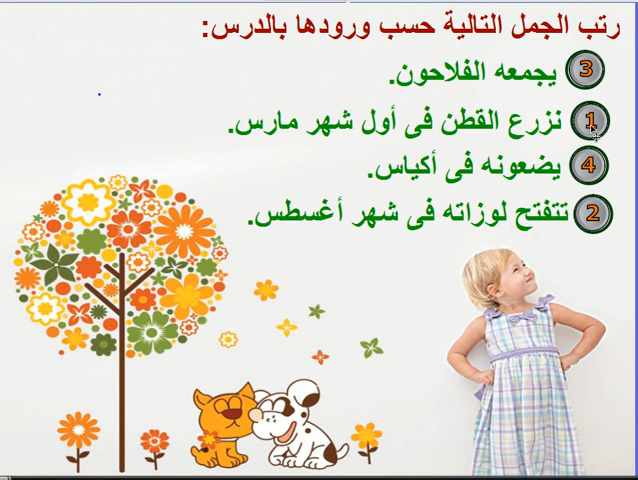 رتب الجمل التالية حسب ورودها بالدرس:
3 يجمعه الفلاحون.
1 نزرع القطن فى أول شهر مارس.
4 يضعونه فى أكياس.
2 تتفتح لوزاته فى شهر أغسطس.